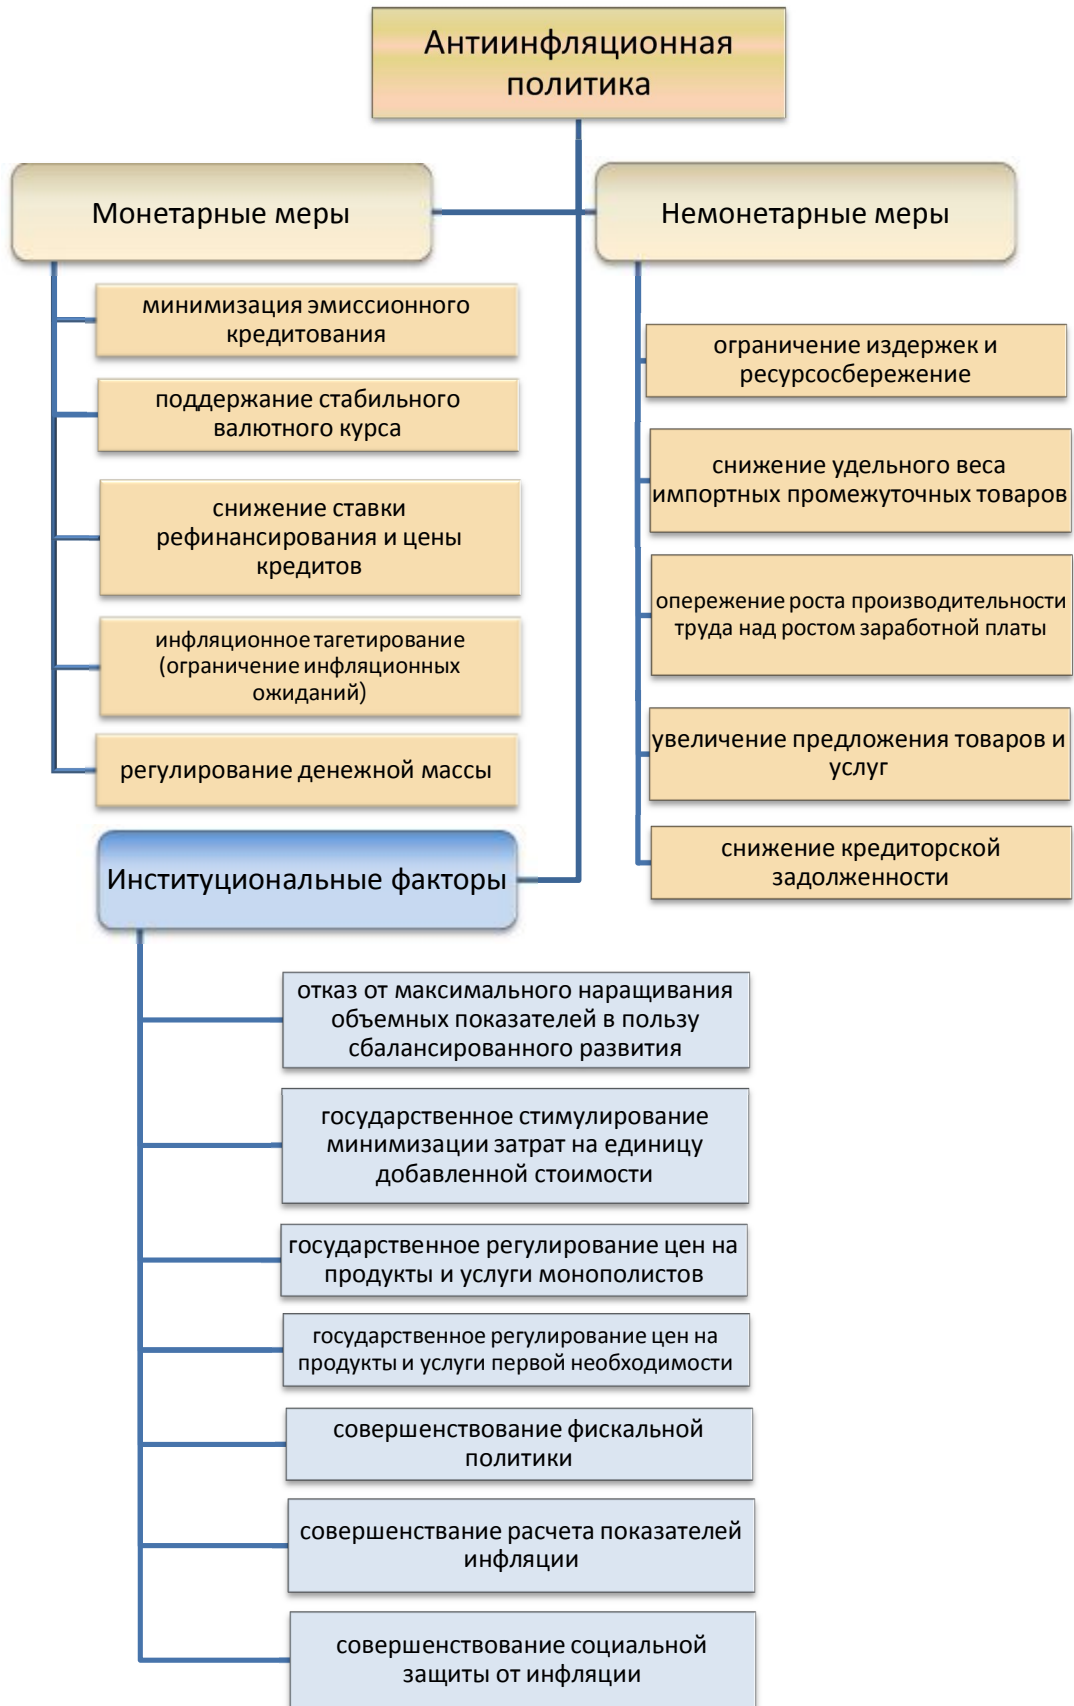 Антиинфляционная
политика
Монетарные меры
минимизация эмиссионного
кредитования
поддержание стабильного
валютного курса
снижение ставки
рефинансирования и цены
кредитов
инфляционное тагетирование
(ограничение инфляционных
ожиданий)
регулирование денежной массы
Немонетарные меры
ограничение издержек и
ресурсосбережение
снижение удельного веса
импортных промежуточных товаров
опережение роста производительности
труда над ростом заработной платы
увеличение предложения товаров и
услуг
снижение кредиторской
задолженности
Институциональные факторы
отказ от максимального наращивания
объемных показателей в пользу
сбалансированного развития
государственное стимулирование
минимизации затрат на единицу
добавленной стоимости
государственное регулирование цен на
продукты и услуги монополистов
государственное регулирование цен на
продукты и услуги первой необходимости
совершенствование фискальной
политики
совершенствание расчета показателей
инфляции
совершенствование социальной
защиты от инфляции